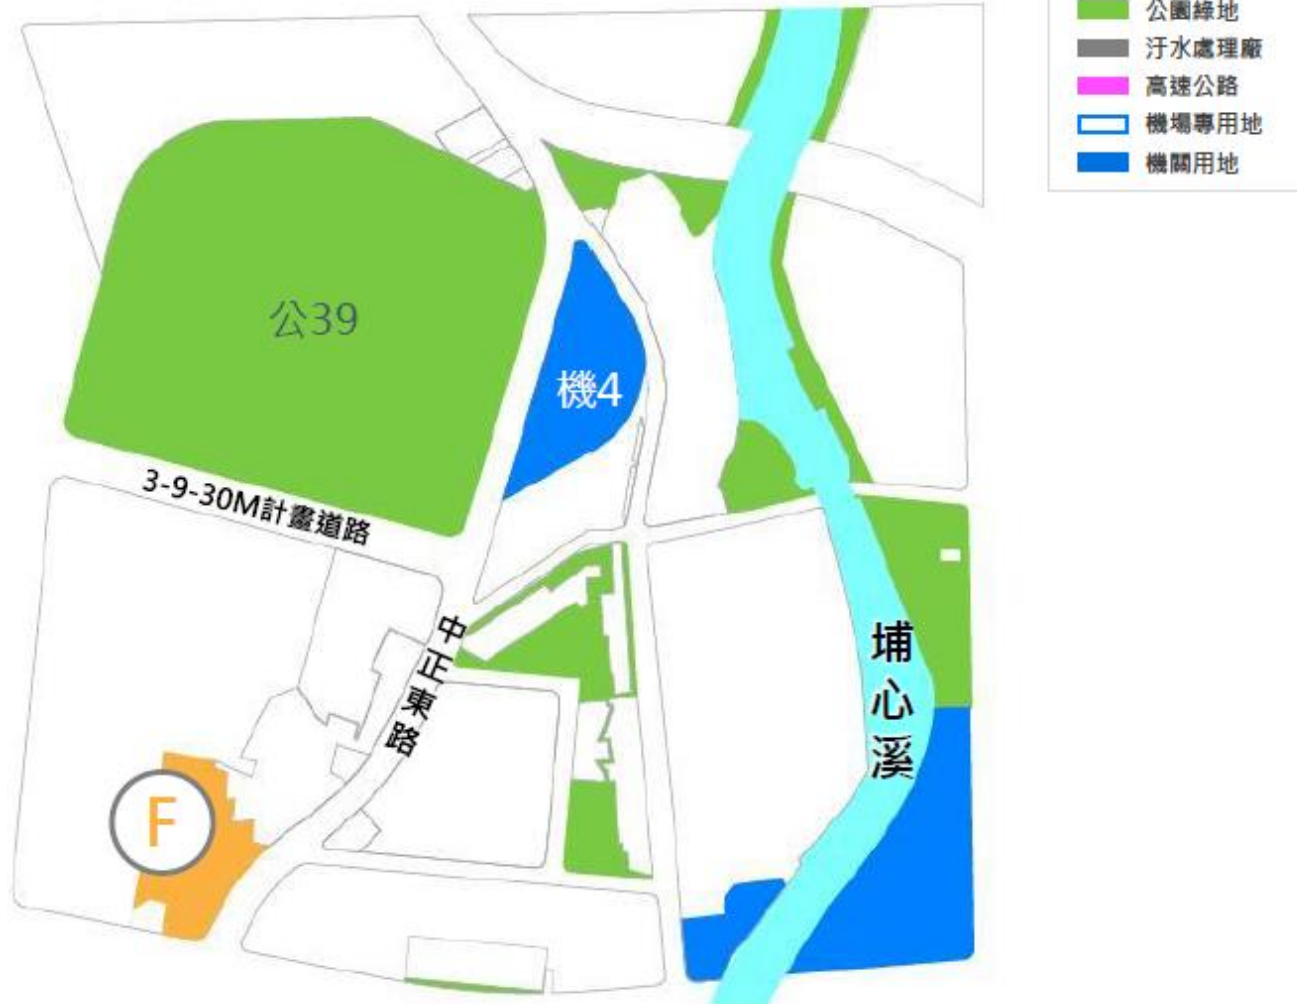 公園綠地
汙水處理廠
高速公路
機場專用地
機關用地
公39
機4
3-9-30M計畫道路
中正東路
埔心溪
F